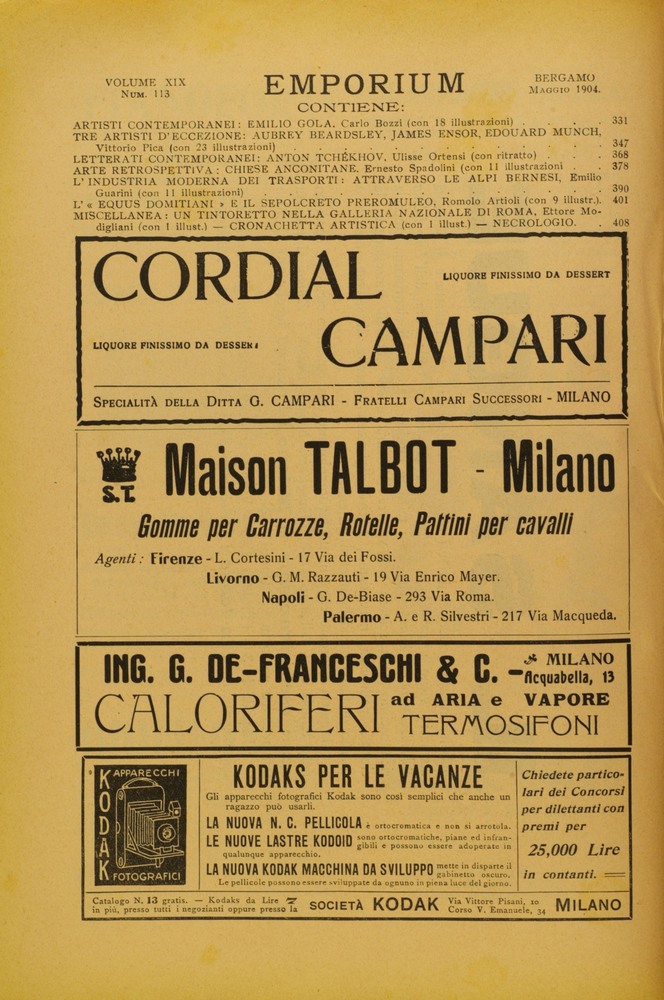 VOLUME XIX
NUM. 113
EMPORIUM
BERGAMO
MAGGIO 1904.
CONTIENE:
ARTISTI CONTEMPORANEI: EMILIO GOLA, Carlo Bozzi (con 18 illustrazioni) . . . . 331
TRE ARTISTI D'ECCEZIONE: AUBREY BEARDSLEY, JAMES ENSOR, EDOUARD MUNCH,
Vittorio Pica (con 23 illustrazioni) . . . . 347
LETTERATI CONTEMPORANEI: ANTON TCHÉKHOV, Ulisse Ortensi (con ritratto) . . . 368
ARTE RETROSPETTIVA: CHIESE ANCONITANE, Ernesto Spadolini (con 11 illustrazioni . . 378
L'INDUSTRIA MODERNA DEI TRASPORTI: ATTRAVERSO LE ALPI BERNESI, Emilio
Guarini (con 11 illustrazioni) . . . . 390
L'« EQUUS DOMITIANI » E IL SEPOLCRETO PREROMULEO, Romolo Artioli (con 9 illustr.). 401
MISCELLANEA: UN TINTORETTO NELLA GALLERIA NAZIONALE DI ROMA, Ettore Mo-
digliani (con 1 illust.) — CRONACHETTA ARTISTICA (con 1 illust.) — NECROLOGIO. . 408
CORDIAL
LIQUORE FINISSIMO DA DESSERT
LIQUORE FINISSIMO DA DESSERT
CAMPARI
SPECIALITÀ DELLA DITTA G. CAMPARI - FRATELLI CAMPARI SUCCESSORI - MILANO
S.T.
Maison TALBOT - Milano
Gomme per Carrozze, Rotelle, Pattini per cavalli
Agenti: Firenze - L. Cortesini - 17 Via dei Fossi.
Livorno - G. M. Razzauti - 19 Via Enrico Mayer.
Napoli - G. De-Biase - 293 Via Roma.
Palermo - A. e R. Silvestri - 217 Via Macqueda.
ING. G. DE-FRANCESCHI & C. - MILANO
Acquabella, 13
CALORIFERI ad ARIA e VAPORE
TERMOSIFONI
KODAK
APPARECCHI
FOTOGRAFICI
KODAKS PER LE VACANZE
Gli apparecchi fotografici Kodak sono così semplici che anche un
ragazzo può usarli.
LA NUOVA N. C. PELLICOLA è ortocromatica e non si arrotola.
LE NUOVE LASTRE KODOID sono ortocromatiche, piane ed infran-
gibili e possono essere adoperate in
qualunque apparecchio.
LA NUOVA KODAK MACCHINA DA SVILUPPO mette in disparte il
gabinetto oscuro.
Le pellicole possono essere sviluppate da ognuno in piena luce del giorno.
Chiedete partico-
lari dei Concorsi
per dilettanti con
premi per
25,000 Lire
in contanti.
Catalogo N. 13 gratis. — Kodaks da Lire 7
in più, presso tutti i negozianti oppure presso la
SOCIETÀ KODAK
Via Vittore Pisani, 10
Corso V. Emanuele, 34
MILANO